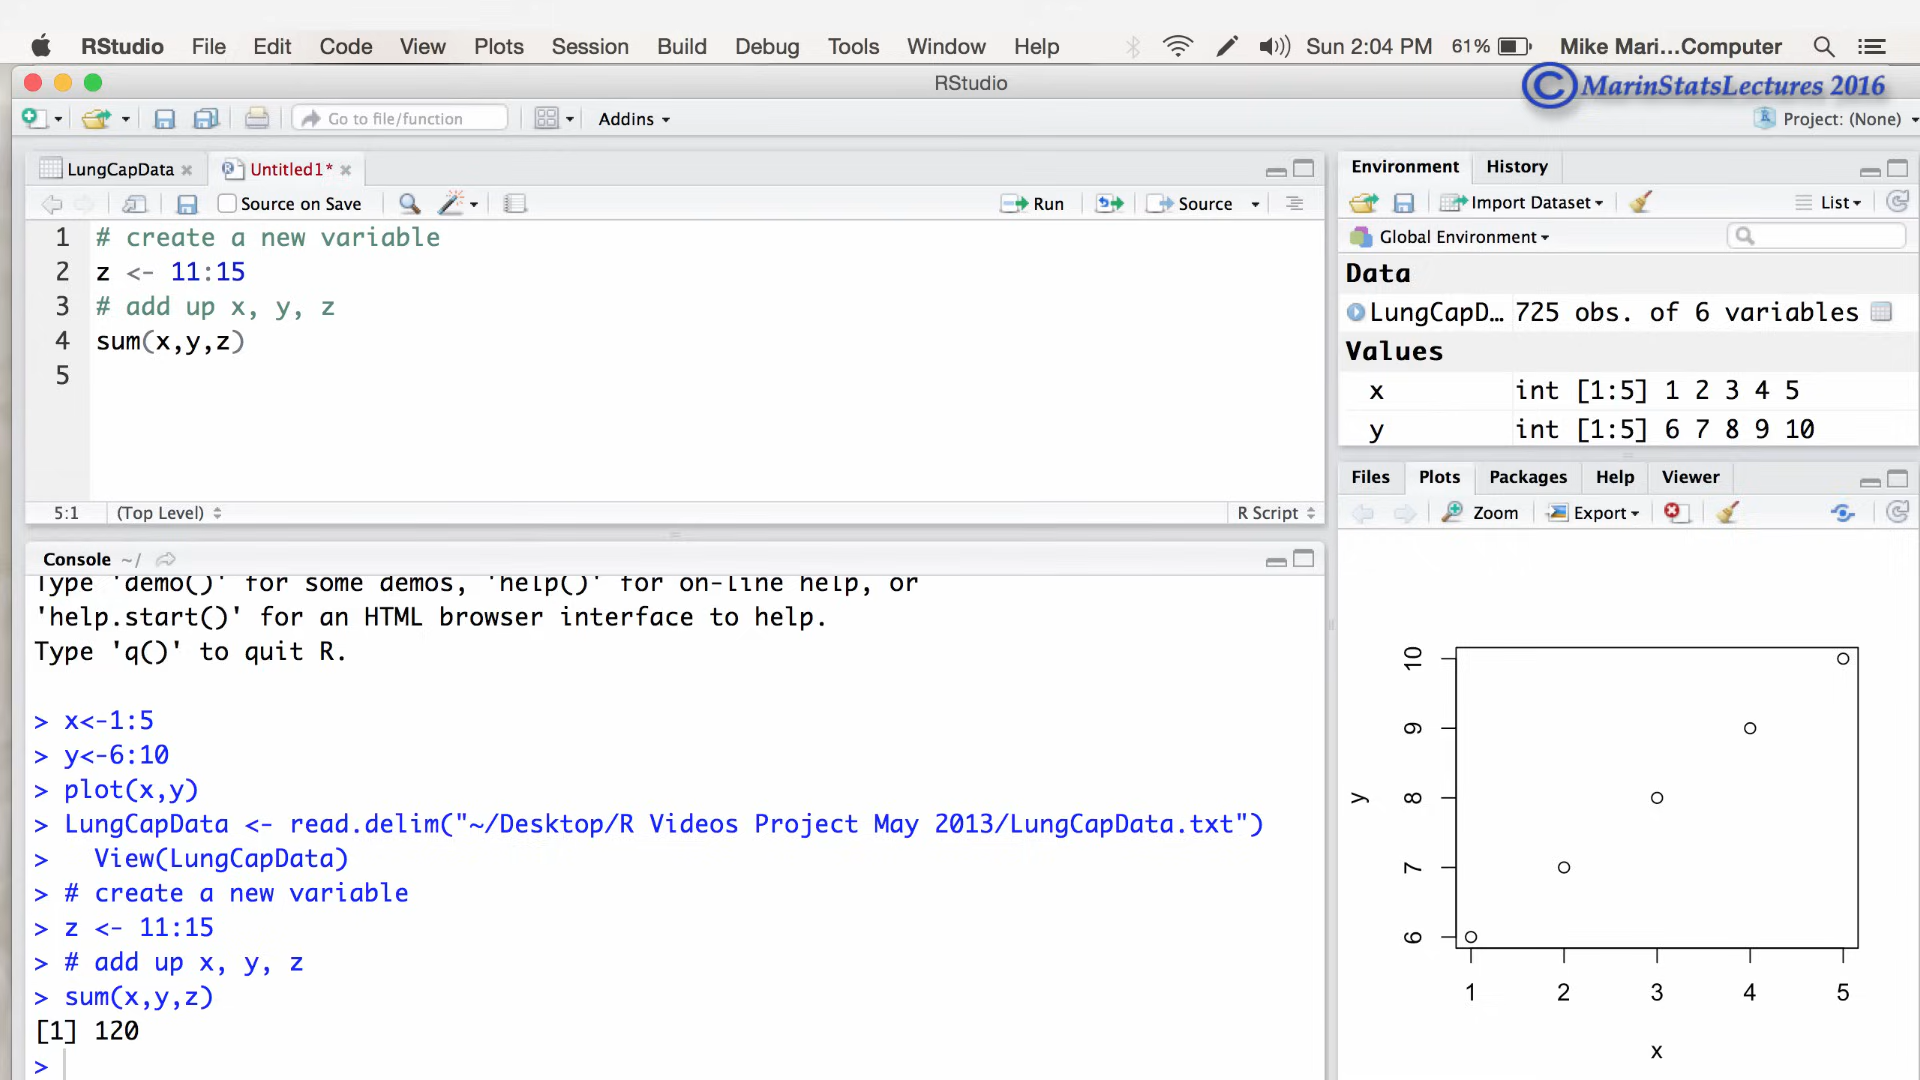 RStudio File Edit Code View Plots Session Build Debug Tools Window Help Sun 2:04 PM 61% Mike Mari...Computer
RStudio
©MarinStatsLectures 2016
Go to file/function Addins Project: (None)
LungCapData Untitled1*
Source on Save Run Source
1 # create a new variable
2 z <- 11:15
3 # add up x, y, z
4 sum(x,y,z)
5
5:1 (Top Level) R Script
Console ~/
Type 'demo()' for some demos, 'help()' for on-line help, or
'help.start()' for an HTML browser interface to help.
Type 'q()' to quit R.
> x<-1:5
> y<-6:10
> plot(x,y)
> LungCapData <- read.delim("~/Desktop/R Videos Project May 2013/LungCapData.txt")
>   View(LungCapData)
> # create a new variable
> z <- 11:15
> # add up x, y, z
> sum(x,y,z)
[1] 120
>
Environment History
Import Dataset List
Global Environment
Data
LungCapD… 725 obs. of 6 variables
Values
x int [1:5] 1 2 3 4 5
y int [1:5] 6 7 8 9 10
Files Plots Packages Help Viewer
Zoom Export
10
9
8
7
6
y
1 2 3 4 5
x